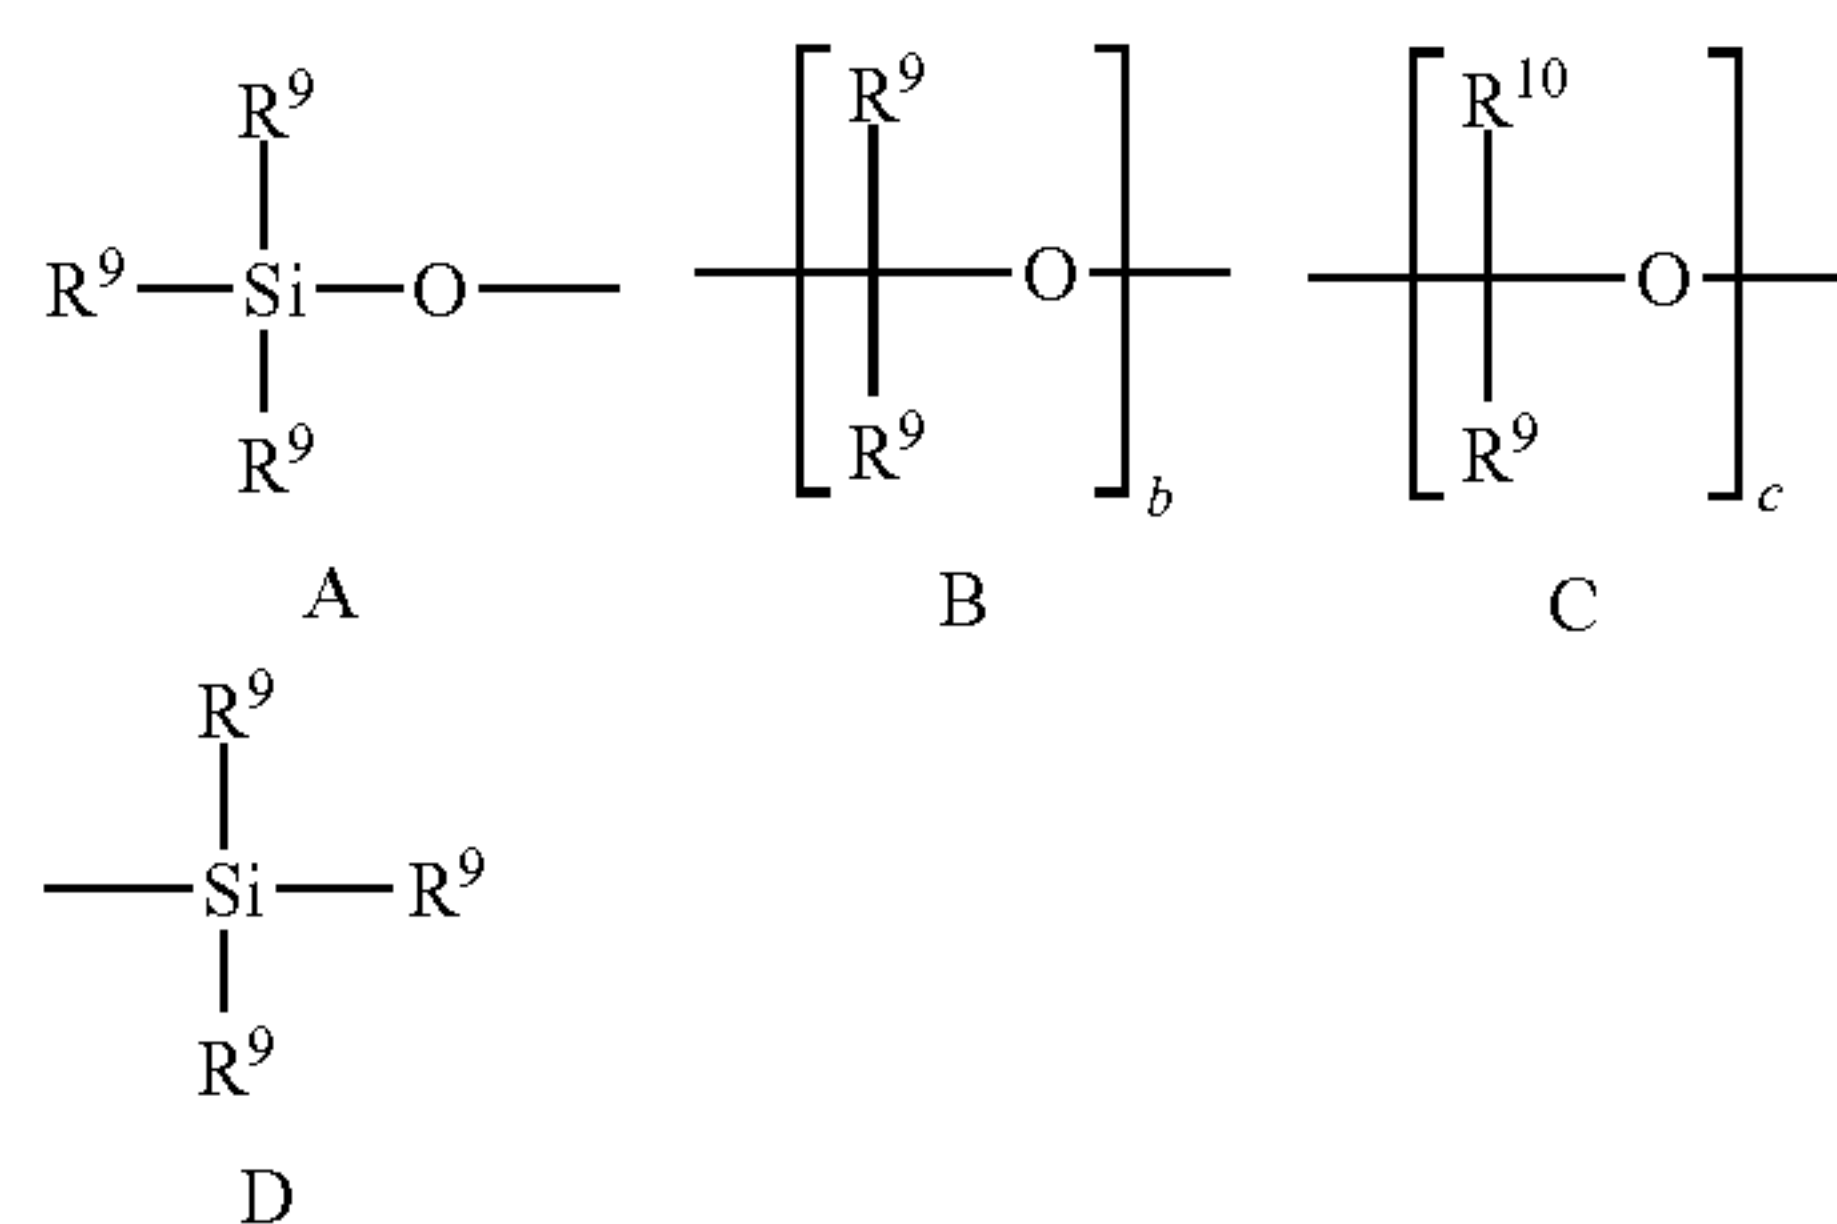 R⁹ R⁹ R¹⁰
R⁹ Si O O O
R⁹ R⁹ b R⁹ c
A B C
R⁹
Si R⁹
R⁹
D